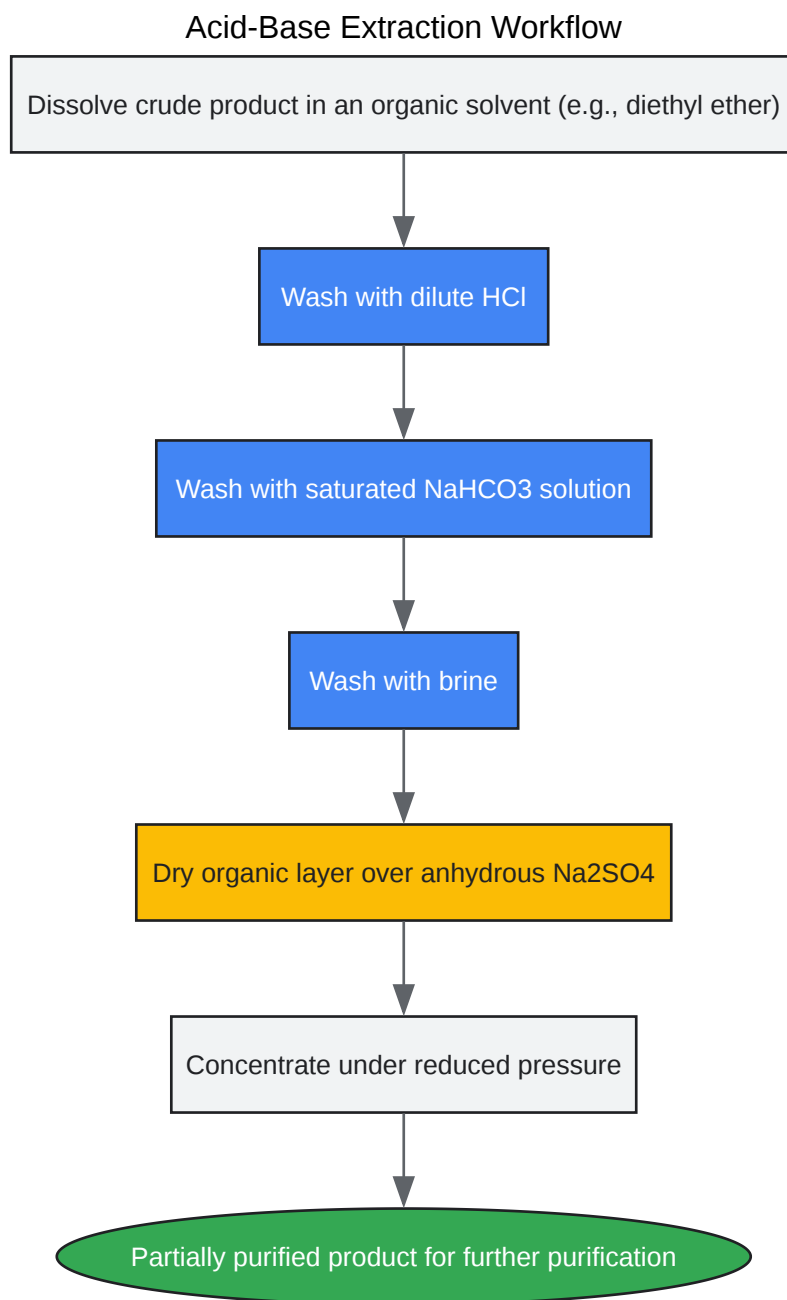 Acid-Base Extraction Workflow
Dissolve crude product in an organic solvent (e.g., diethyl ether)
Wash with dilute HCl
Wash with saturated NaHCO3 solution
Wash with brine
Dry organic layer over anhydrous Na2SO4
Concentrate under reduced pressure
Partially purified product for further purification